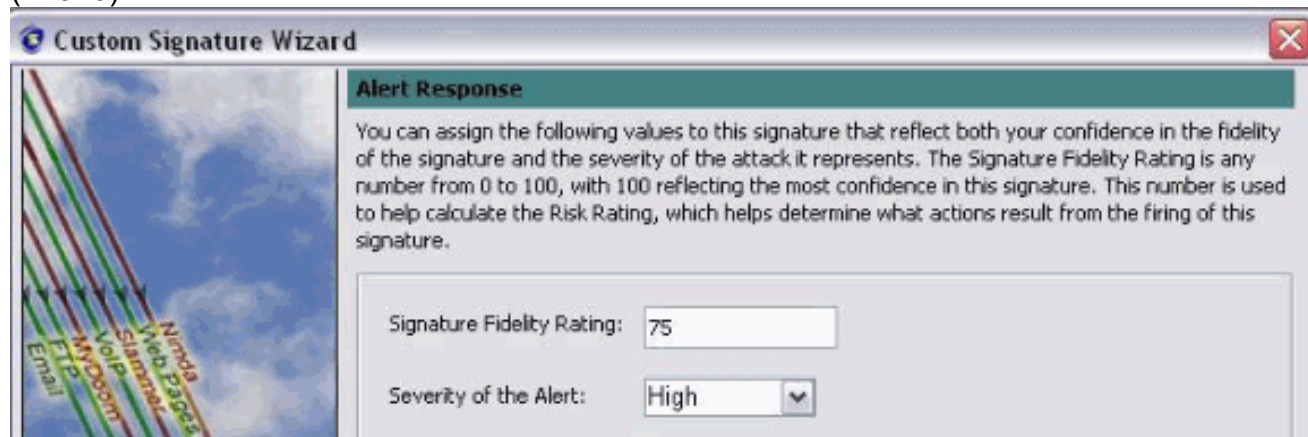 Custom Signature Wizard
Alert Response
You can assign the following values to this signature that reflect both your confidence in the fidelity
of the signature and the severity of the attack it represents. The Signature Fidelity Rating is any
number from 0 to 100, with 100 reflecting the most confidence in this signature. This number is used
to help calculate the Risk Rating, which helps determine what actions result from the firing of this
signature.
Signature Fidelity Rating: 75
Severity of the Alert: High
Email
FTP
MyDoom
VoIP
Slammer
Web Pages
Nimda